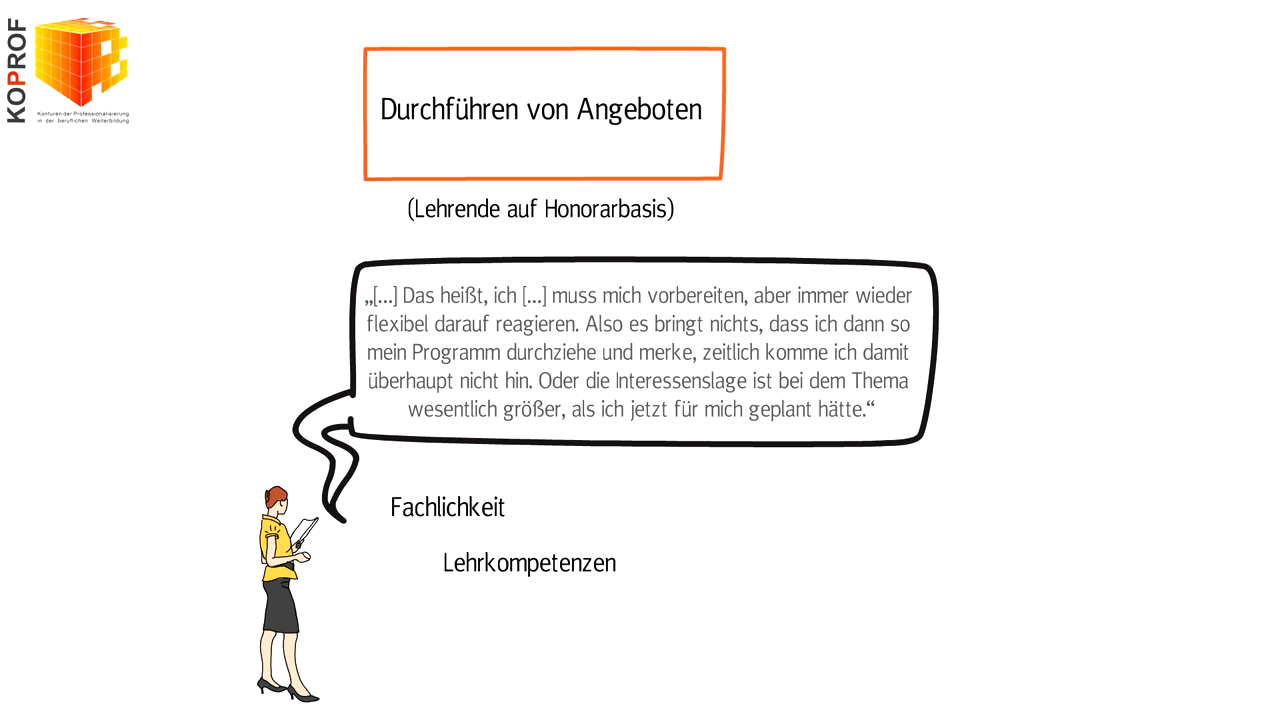 KOPROF
Konturen der Professionalisierung
in der beruflichen Weiterbildung
Durchführen von Angeboten
(Lehrende auf Honorarbasis)
„[...] Das heißt, ich [...] muss mich vorbereiten, aber immer wieder
flexibel darauf reagieren. Also es bringt nichts, dass ich dann so
mein Programm durchziehe und merke, zeitlich komme ich damit
überhaupt nicht hin. Oder die Interessenslage ist bei dem Thema
wesentlich größer, als ich jetzt für mich geplant hätte.“
Fachlichkeit
Lehrkompetenzen